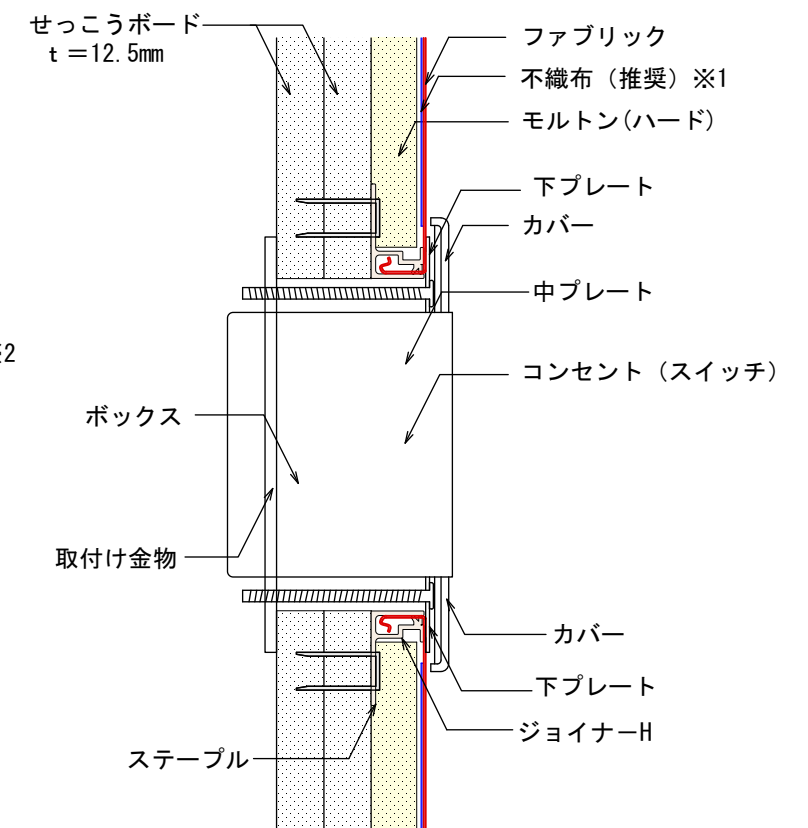 せっこうボード
t＝12.5mm
ファブリック
不織布（推奨）※1
モルトン(ハード)
下プレート
カバー
中プレート
※2
コンセント（スイッチ）
ボックス
取付け金物
カバー
下プレート
ジョイナーH
ステープル